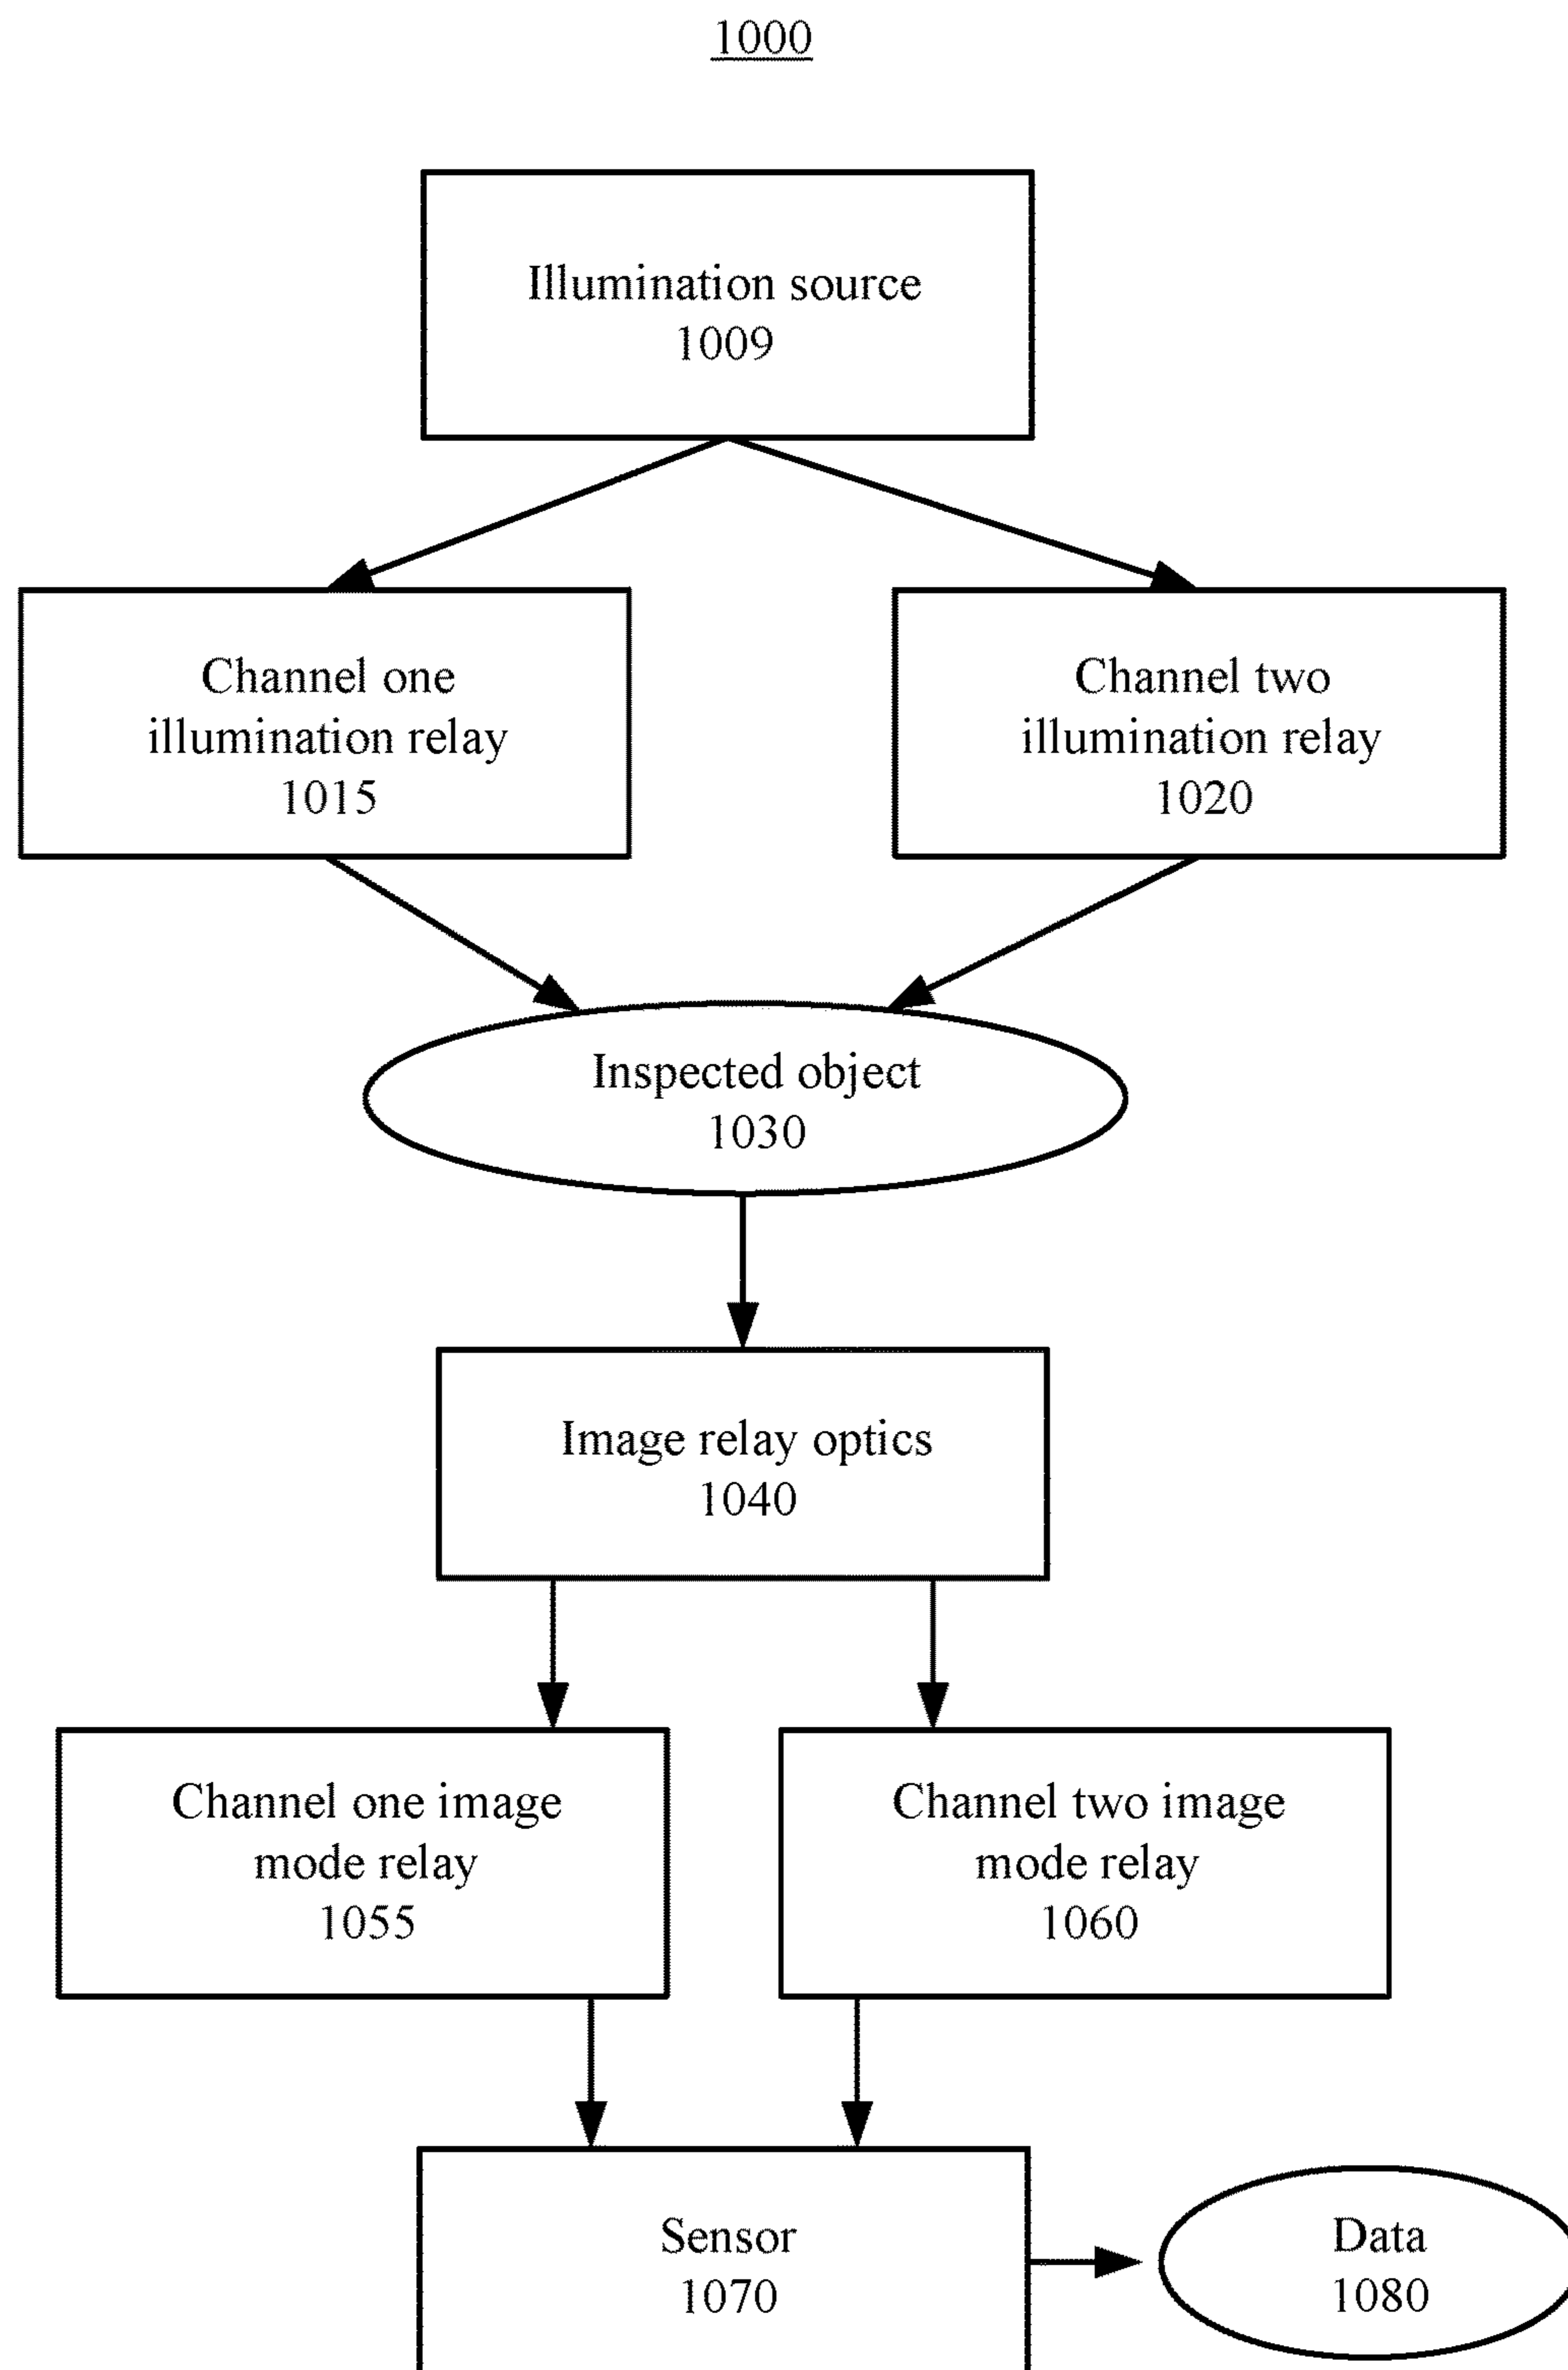 1000
Illumination source
1009
Channel one
illumination relay
1015
Channel two
illumination relay
1020
Inspected object
1030
Image relay optics
1040
Channel one image
mode relay
1055
Channel two image
mode relay
1060
Sensor
1070
Data
1080